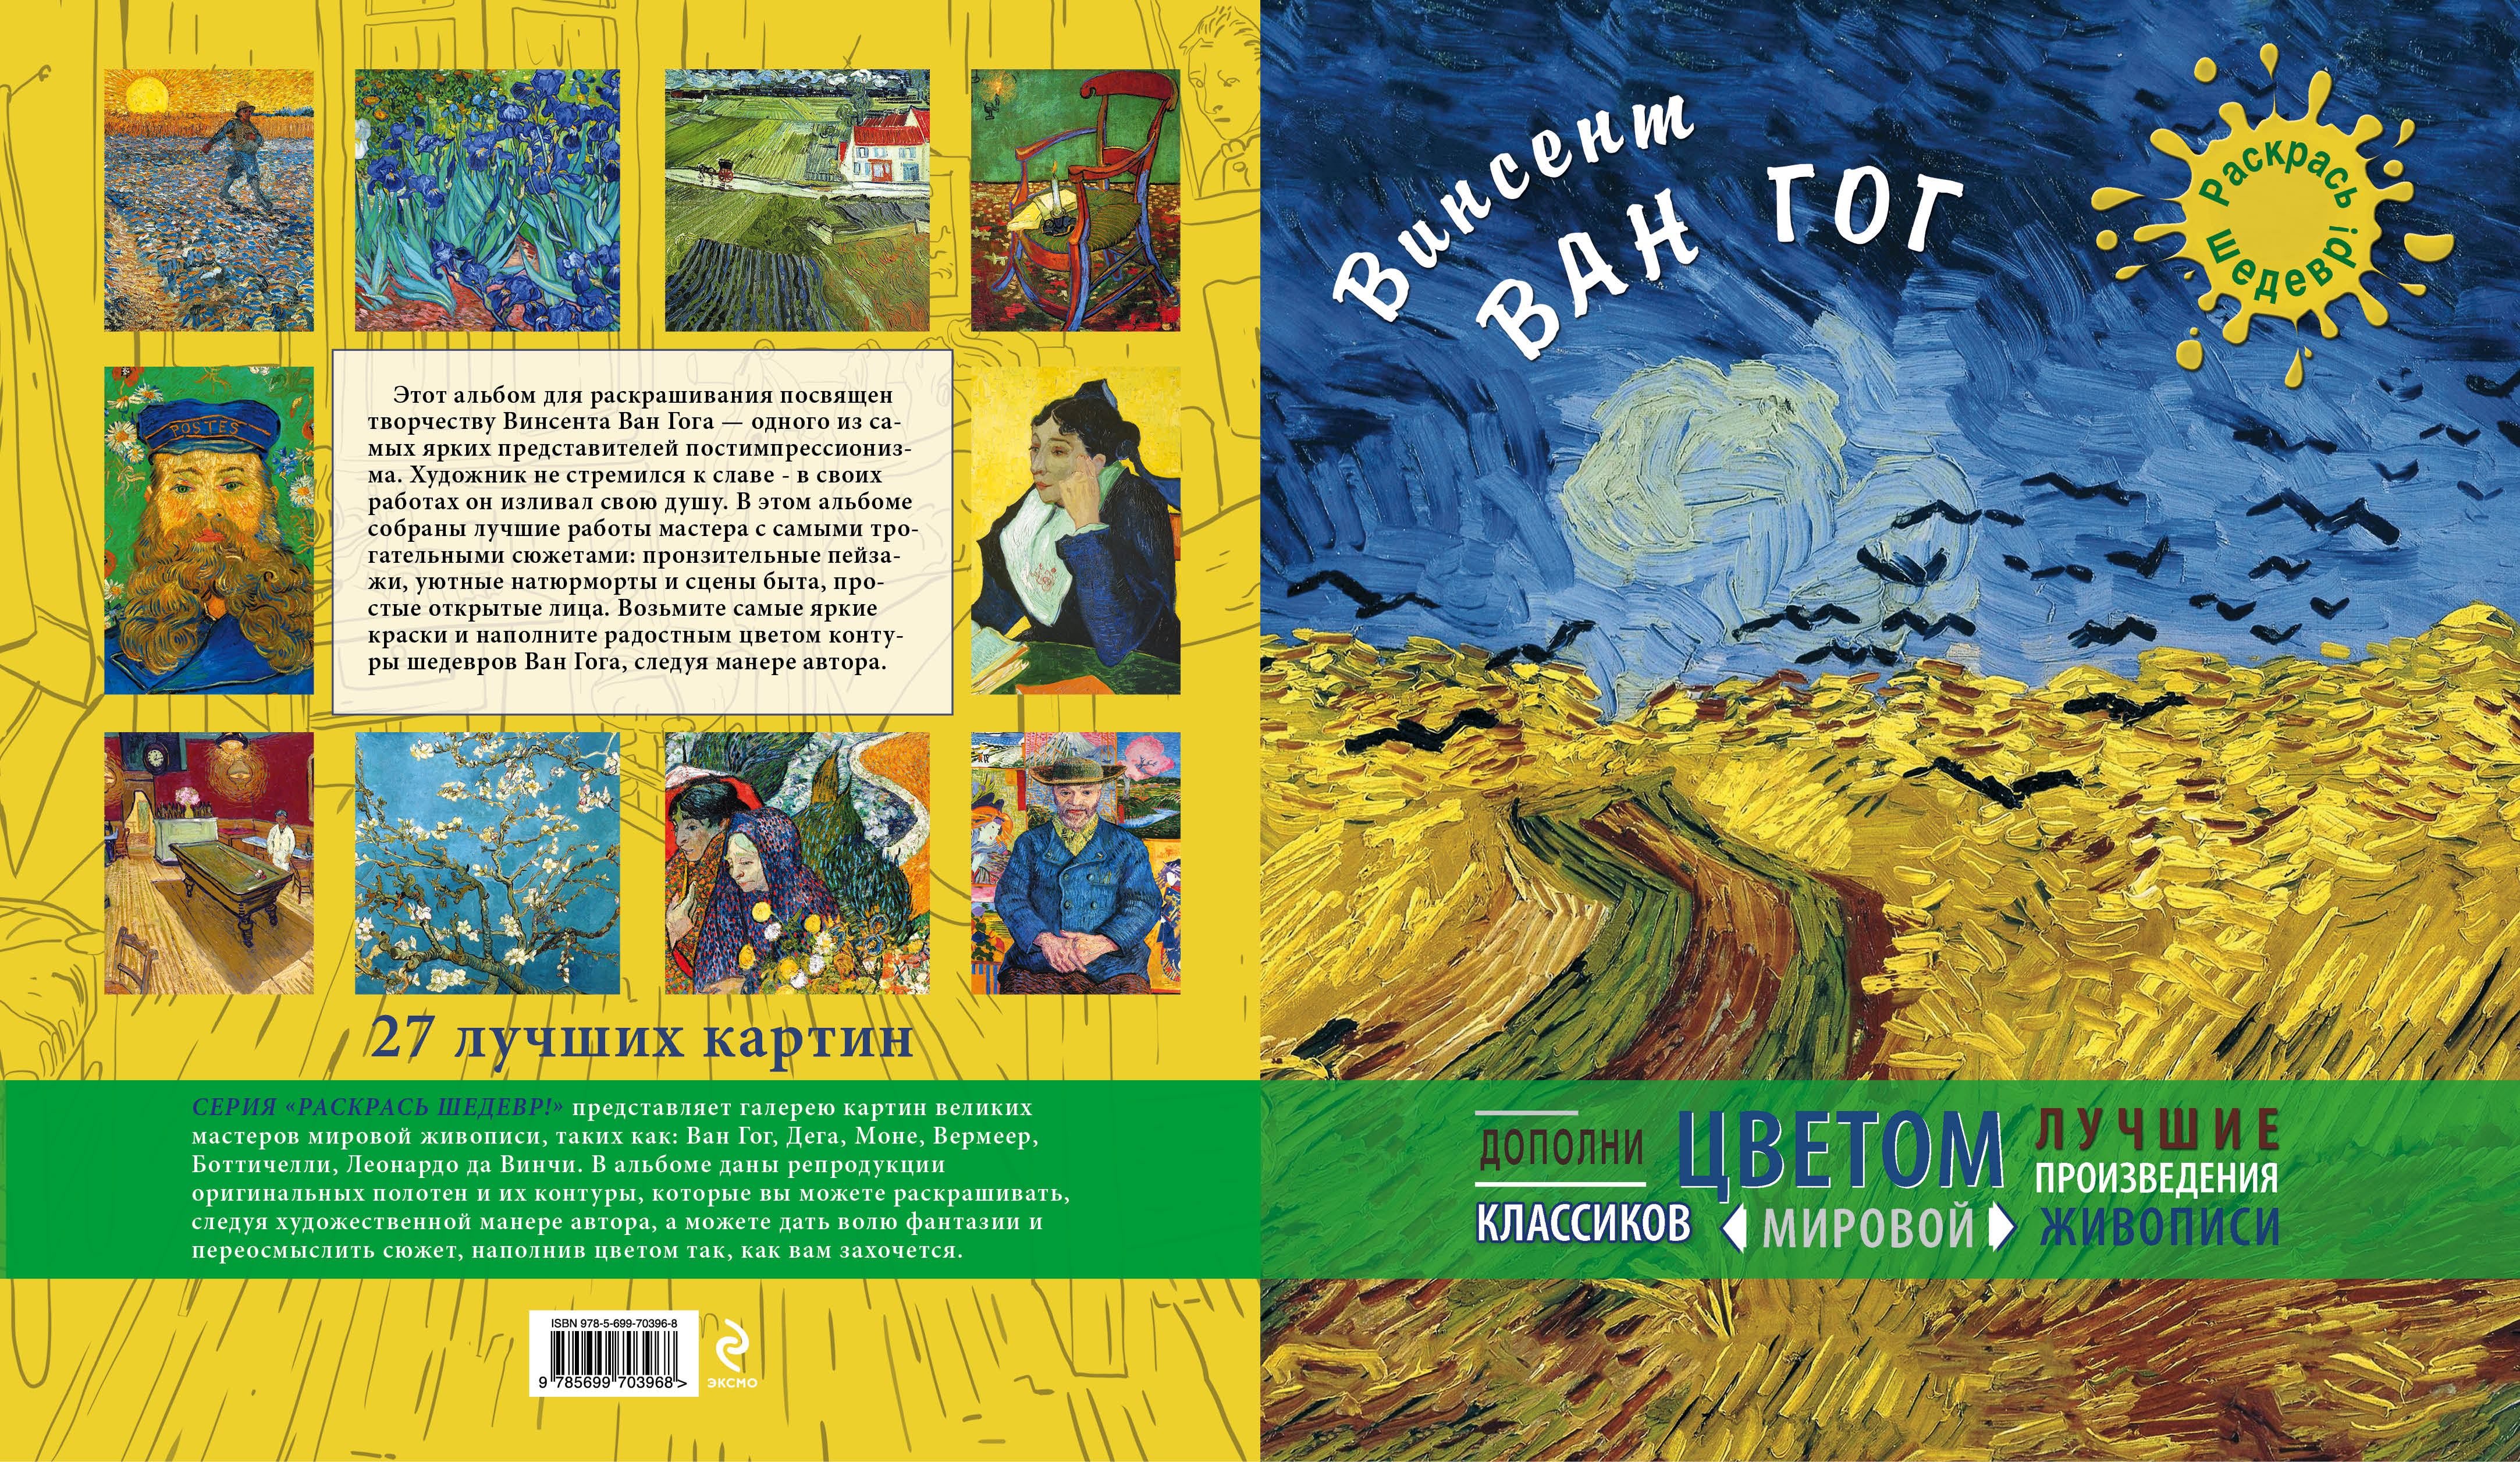 Этот альбом для раскрашивания посвящен
творчеству Винсента Ван Гога — одного из са-
мых ярких представителей постимпрессиониз-
ма. Художник не стремился к славе - в своих
работах он изливал свою душу. В этом альбоме
собраны лучшие работы мастера с самыми тро-
гательными сюжетами: пронзительные пейза-
жи, уютные натюрморты и сцены быта, про-
стые открытые лица. Возьмите самые яркие
краски и наполните радостным цветом конту-
ры шедевров Ван Гога, следуя манере автора.
POSTES
27 лучших картин
СЕРИЯ «РАСКРАСЬ ШЕДЕВР!» представляет галерею картин великих
мастеров мировой живописи, таких как: Ван Гог, Дега, Моне, Вермеер,
Боттичелли, Леонардо да Винчи. В альбоме даны репродукции
оригинальных полотен и их контуры, которые вы можете раскрашивать,
следуя художественной манере автора, а можете дать волю фантазии и
переосмыслить сюжет, наполнив цветом так, как вам захочется.
ISBN 978-5-699-70396-8
9 785699 703968 >
ЭКСМО
Винсент
ВАН ГОГ
Раскрась
шедевр!
ДОПОЛНИ ЦВЕТОМ ЛУЧШИЕ
ПРОИЗВЕДЕНИЯ
КЛАССИКОВ МИРОВОЙ ЖИВОПИСИ